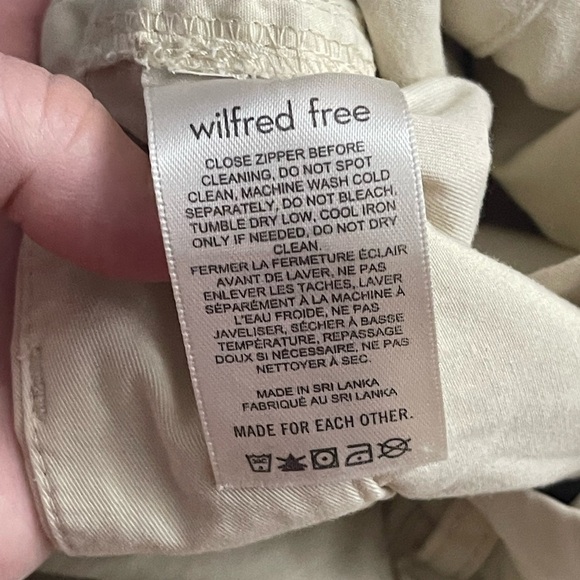 wilfred free
CLOSE ZIPPER BEFORE
CLEANING, DO NOT SPOT
CLEAN, MACHINE WASH COLD
SEPARATELY, DO NOT BLEACH,
TUMBLE DRY LOW, COOL IRON
ONLY IF NEEDED, DO NOT DRY
CLEAN.
FERMER LA FERMETURE ÉCLAIR
AVANT DE LAVER, NE PAS
ENLEVER LES TACHES, LAVER
SÉPARÉMENT À LA MACHINE À
L'EAU FROIDE, NE PAS
JAVELISER, SÉCHER À BASSE
TEMPÉRATURE, REPASSAGE
DOUX SI NÉCESSAIRE, NE PAS
NETTOYER À SEC.
MADE IN SRI LANKA
FABRIQUÉ AU SRI LANKA
MADE FOR EACH OTHER.
30C